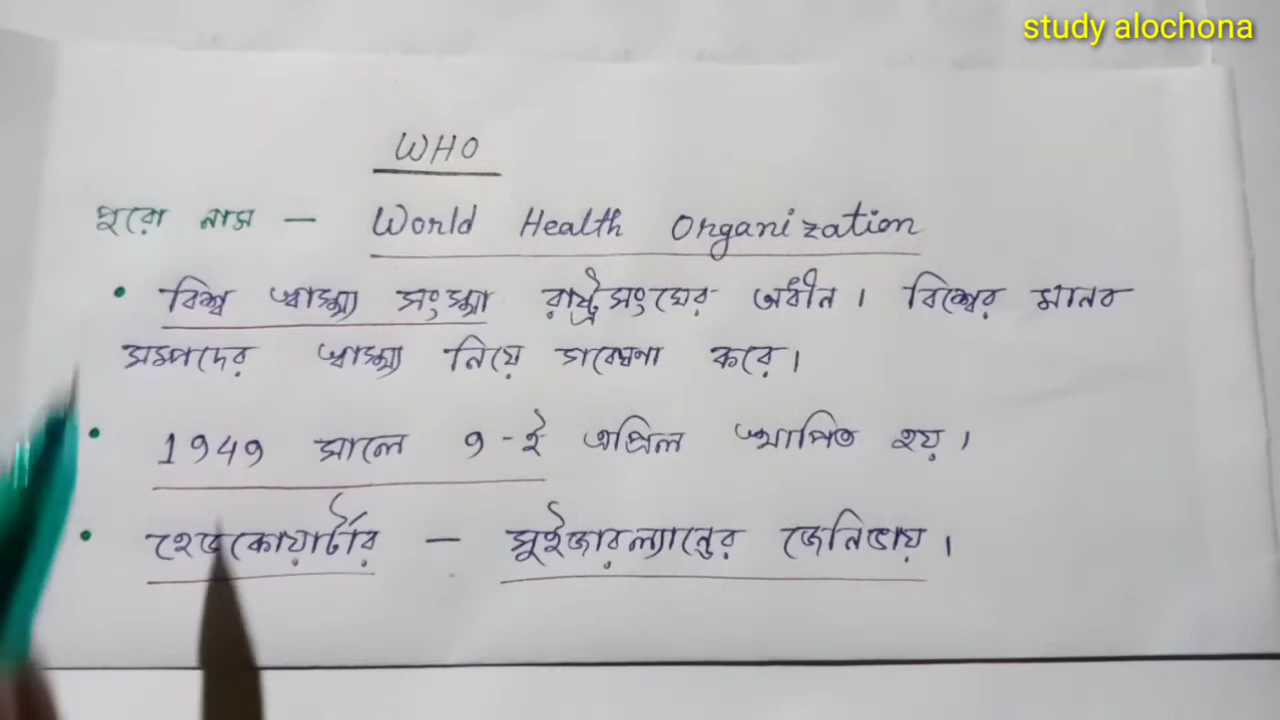 study alochona
WHO
পুরো নাম – World Health Organization
• বিশ্ব স্বাস্থ্য সংস্থা রাষ্ট্রসংঘের অধীন। বিশ্বের মানব
সম্পদের স্বাস্থ্য নিয়ে গবেষণা করে।
• 1949 সালে ৭-ই এপ্রিল স্থাপিত হয়।
• হেডকোয়ার্টার – সুইজারল্যান্ডের জেনিভায়।